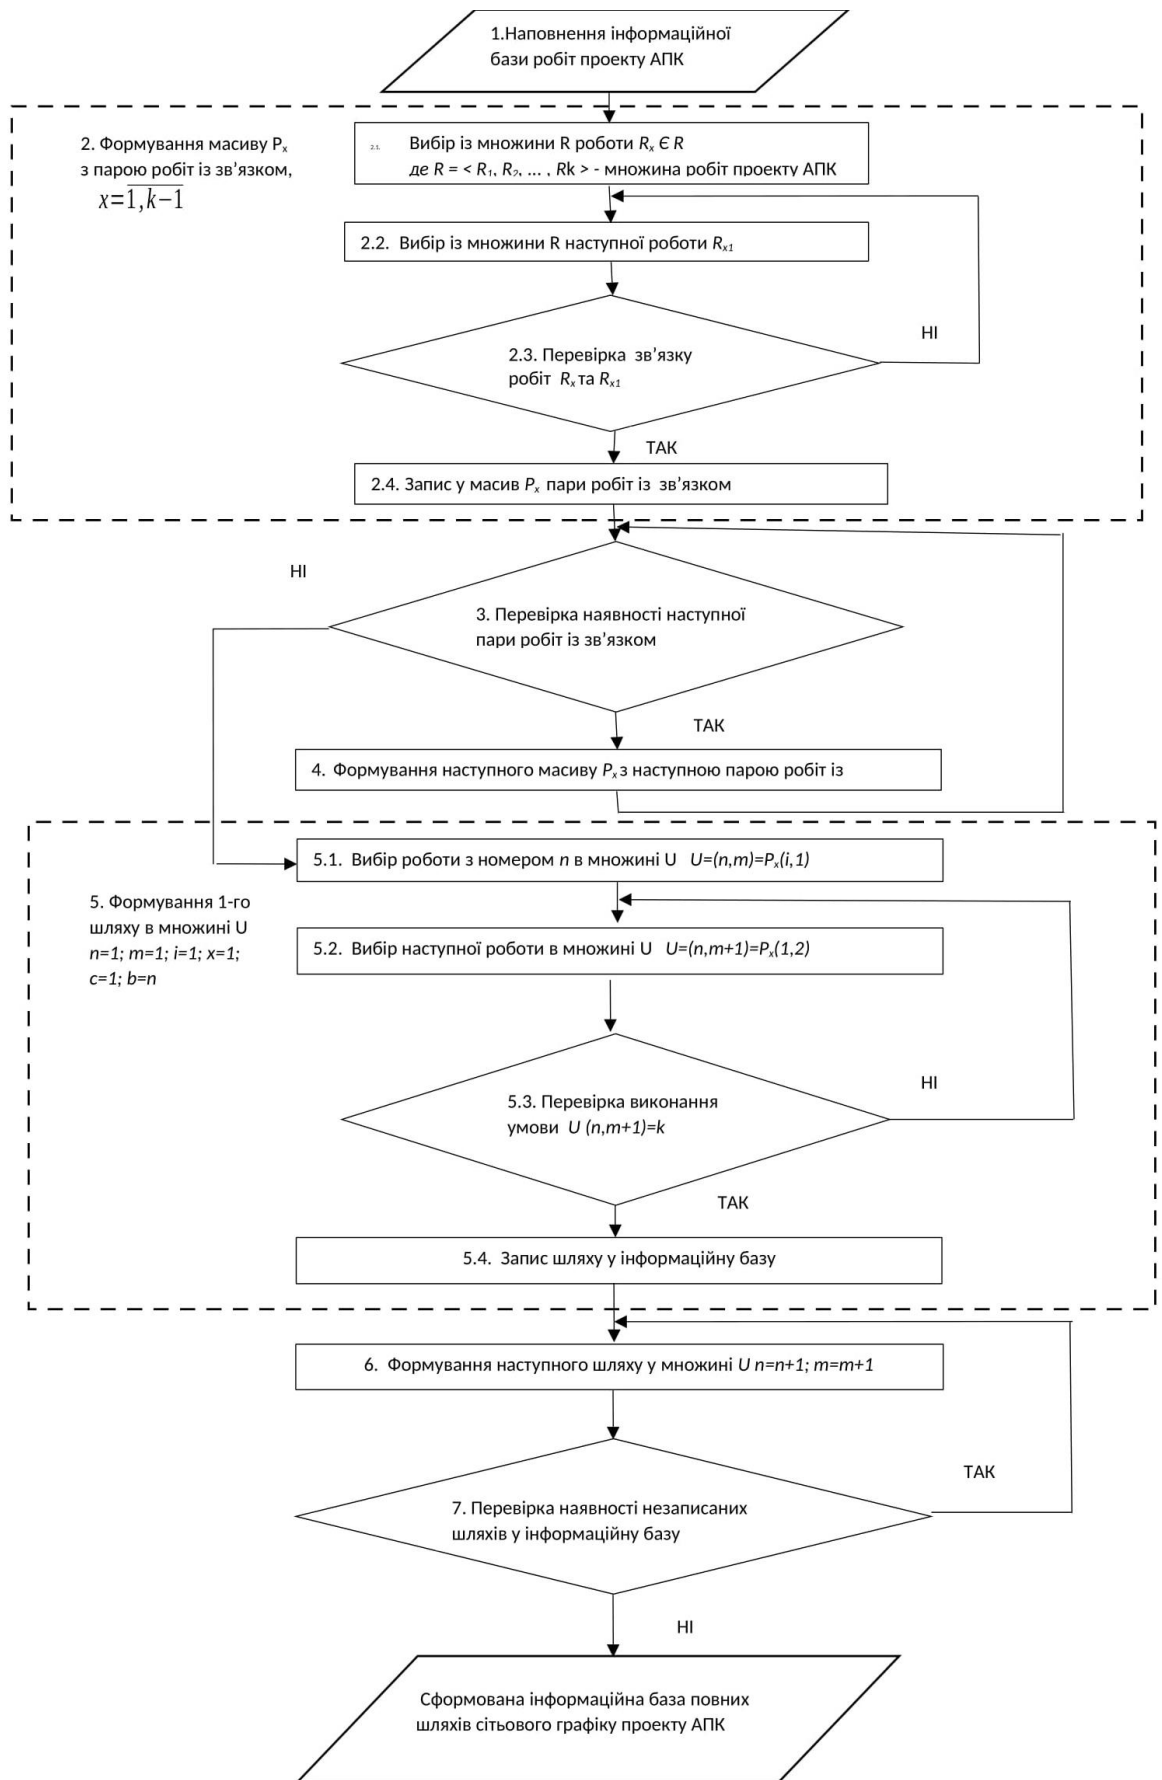 1.Наповнення інформаційної
бази робіт проекту АПК
2. Формування масиву Pₓ
з парою робіт із зв’язком,
x=1,k−1
2.1. Вибір із множини R роботи Rₓ Є R
де R = < R₁, R₂, ... , Rk > - множина робіт проекту АПК
2.2. Вибір із множини R наступної роботи Rₓ₁
НІ
2.3. Перевірка зв’язку
робіт Rₓ та Rₓ₁
ТАК
2.4. Запис у масив Pₓ пари робіт із зв’язком
НІ
3. Перевірка наявності наступної
пари робіт із зв’язком
ТАК
4. Формування наступного масиву Pₓ з наступною парою робіт із
5.1. Вибір роботи з номером n в множині U U=(n,m)=Pₓ(i,1)
5. Формування 1-го
шляху в множині U
n=1; m=1; i=1; x=1;
c=1; b=n
5.2. Вибір наступної роботи в множині U U=(n,m+1)=Pₓ(1,2)
НІ
5.3. Перевірка виконання
умови U (n,m+1)=k
ТАК
5.4. Запис шляху у інформаційну базу
6. Формування наступного шляху у множині U n=n+1; m=m+1
ТАК
7. Перевірка наявності незаписаних
шляхів у інформаційну базу
НІ
Сформована інформаційна база повних
шляхів сітьового графіку проекту АПК